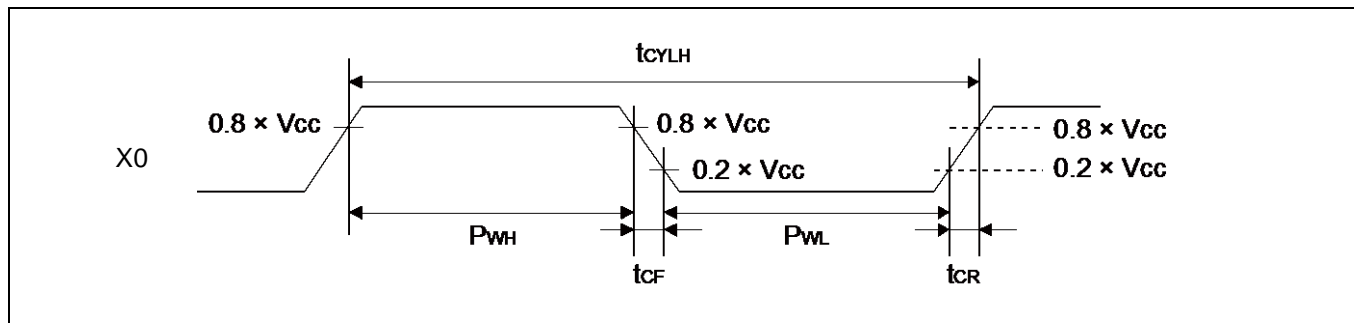 tCYLH
0.8 × Vcc
0.8 × Vcc
0.8 × Vcc
X0
0.2 × Vcc
0.2 × Vcc
PWH
PWL
tCF
tCR